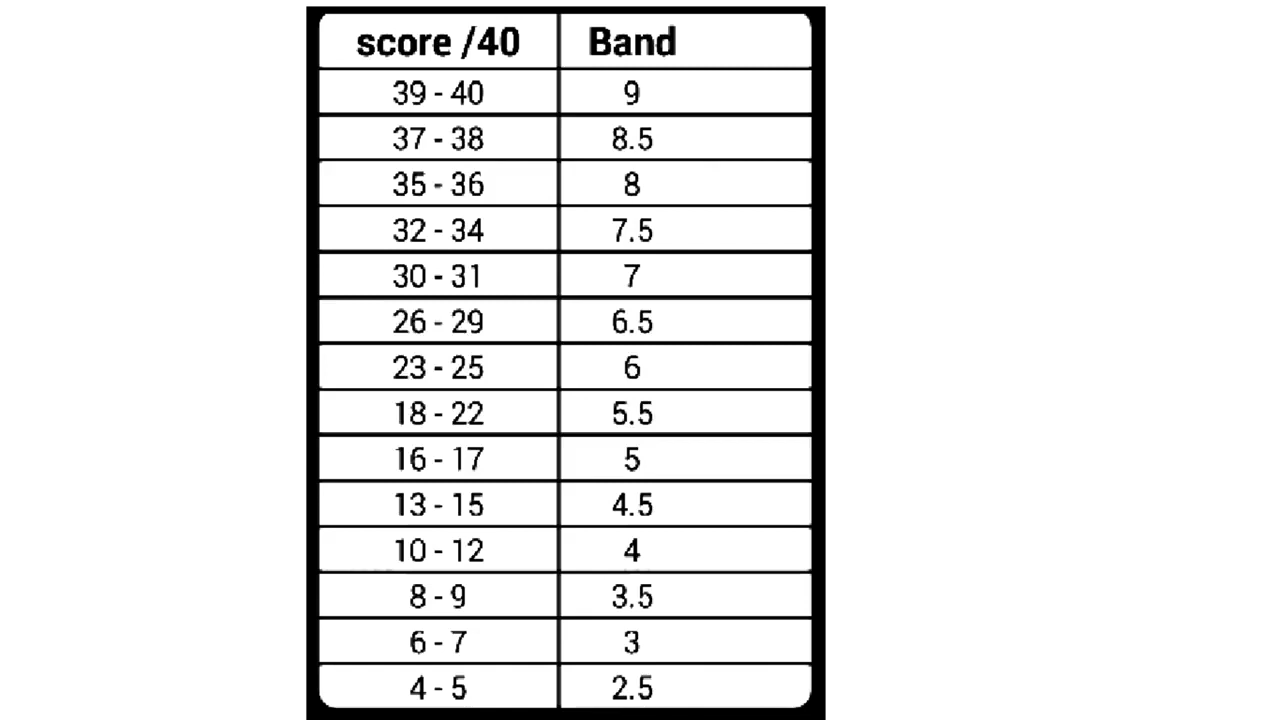 score /40 Band
39 - 40 9
37 - 38 8.5
35 - 36 8
32 - 34 7.5
30 - 31 7
26 - 29 6.5
23 - 25 6
18 - 22 5.5
16 - 17 5
13 - 15 4.5
10 - 12 4
8 - 9 3.5
6 - 7 3
4 - 5 2.5